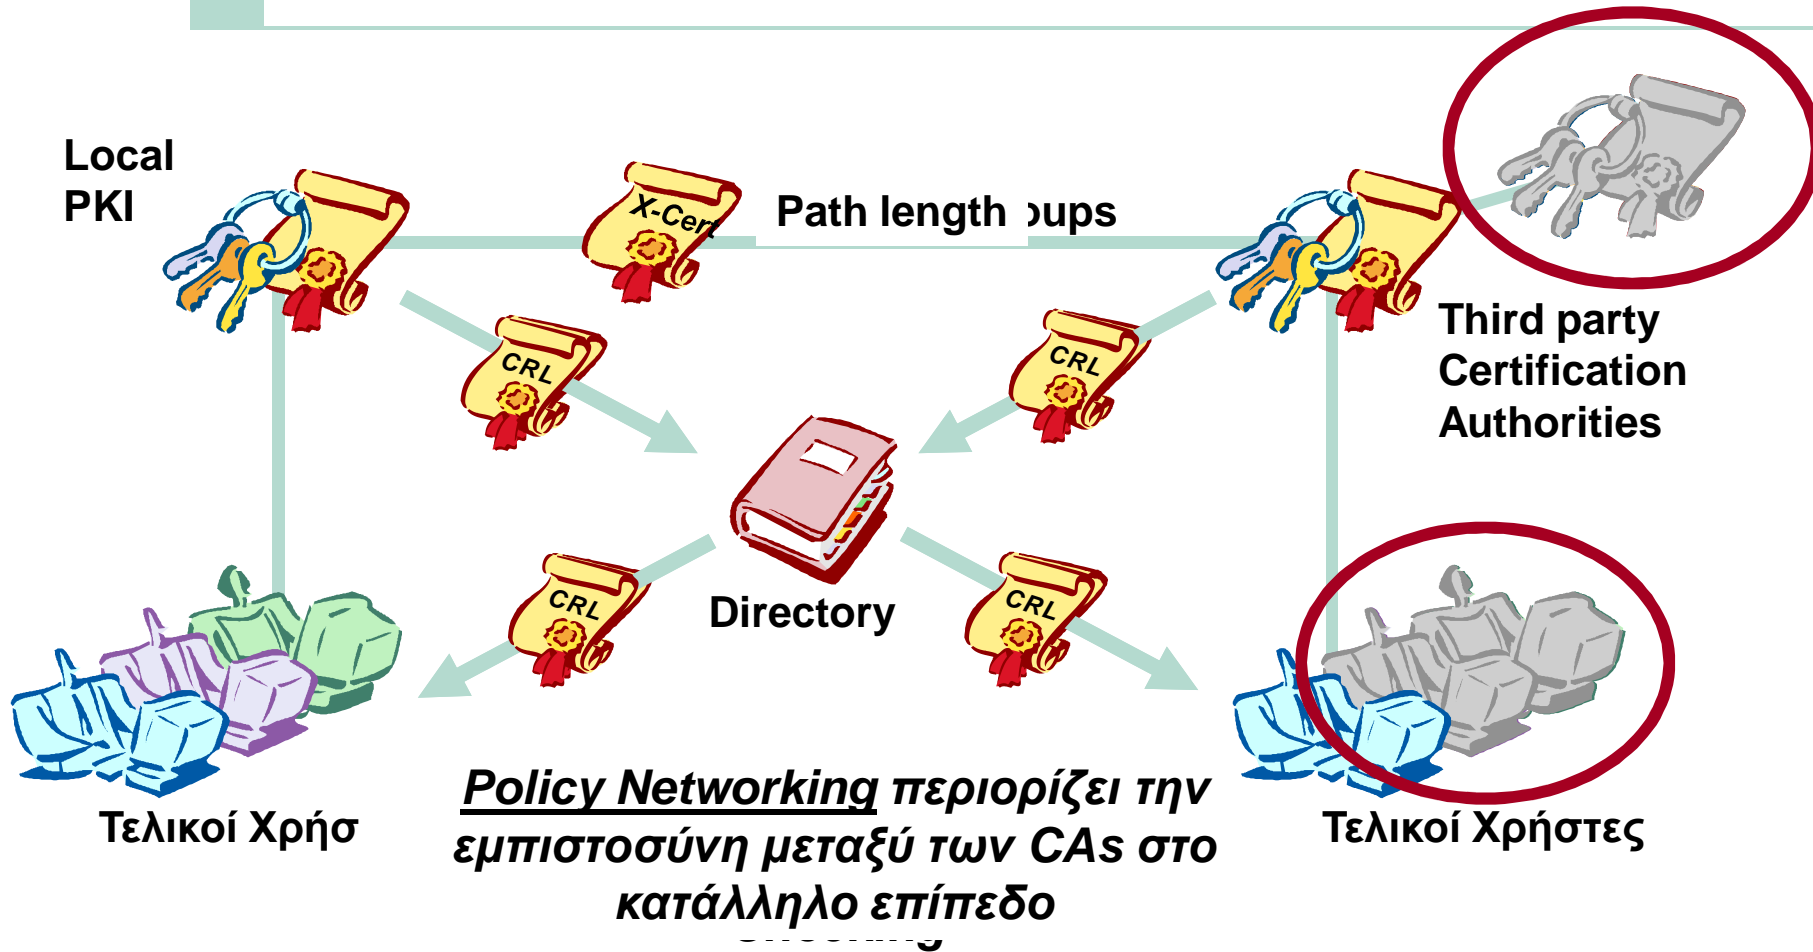 Local
PKI
X-Cert
Path length
CRL
CRL
Third party
Certification
Authorities
Directory
CRL
CRL
Τελικοί Χρήσ
Policy Networking περιορίζει την
εμπιστοσύνη μεταξύ των CAs στο
κατάλληλο επίπεδο
Τελικοί Χρήστες